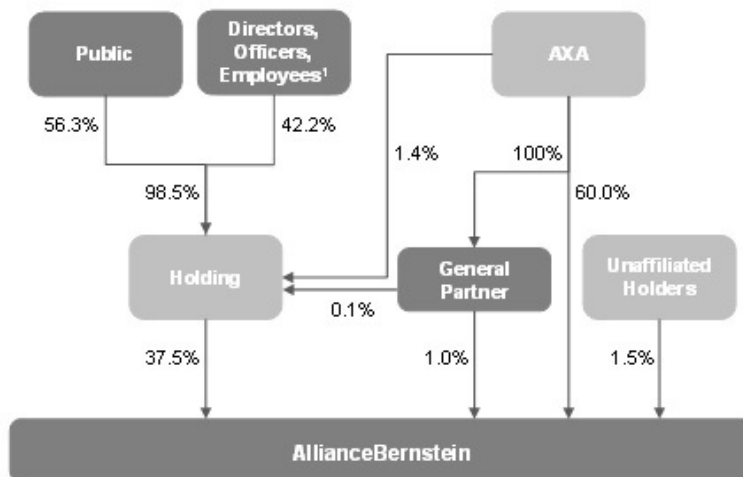 Public
Directors,
Officers,
Employees¹
AXA
56.3%
42.2%
1.4%
100%
98.5%
60.0%
Holding
General
Partner
Unaffiliated
Holders
0.1%
37.5%
1.0%
1.5%
AllianceBernstein